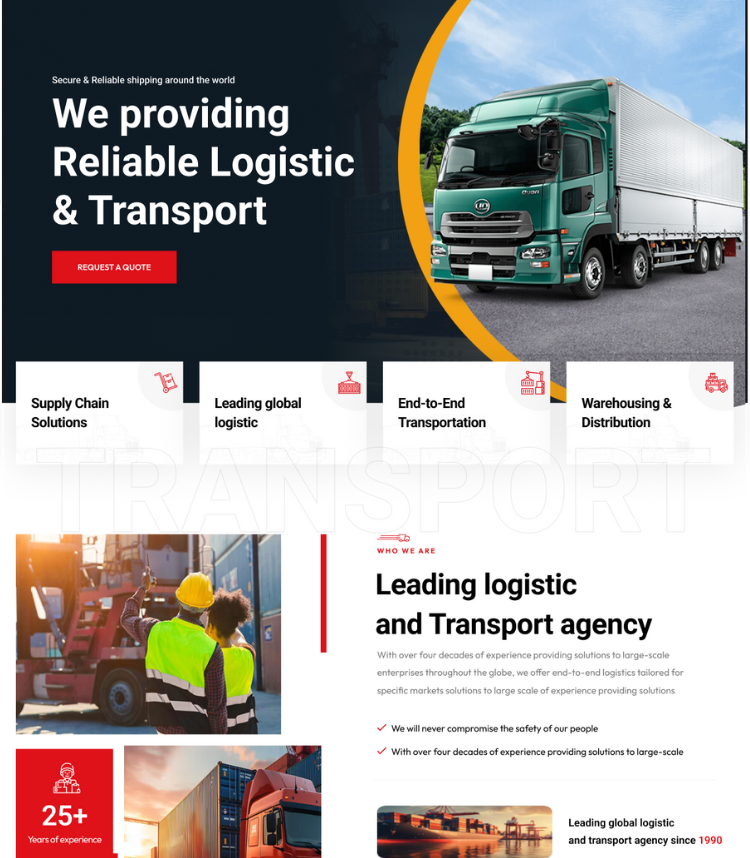 Secure & Reliable shipping around the world
We providing
Reliable Logistic
& Transport
REQUEST A QUOTE
Quon
UD
Supply Chain
Solutions
Leading global
logistic
End-to-End
Transportation
Warehousing &
Distribution
TRANSPORT
WHO WE ARE
Leading logistic
and Transport agency
With over four decades of experience providing solutions to large-scale
enterprises throughout the globe, we offer end-to-end logistics tailored for
specific markets solutions to large scale of experience providing solutions
We will never compromise the safety of our people
With over four decades of experience providing solutions to large-scale
25+
Years of experience
Leading global logistic
and transport agency since 1990